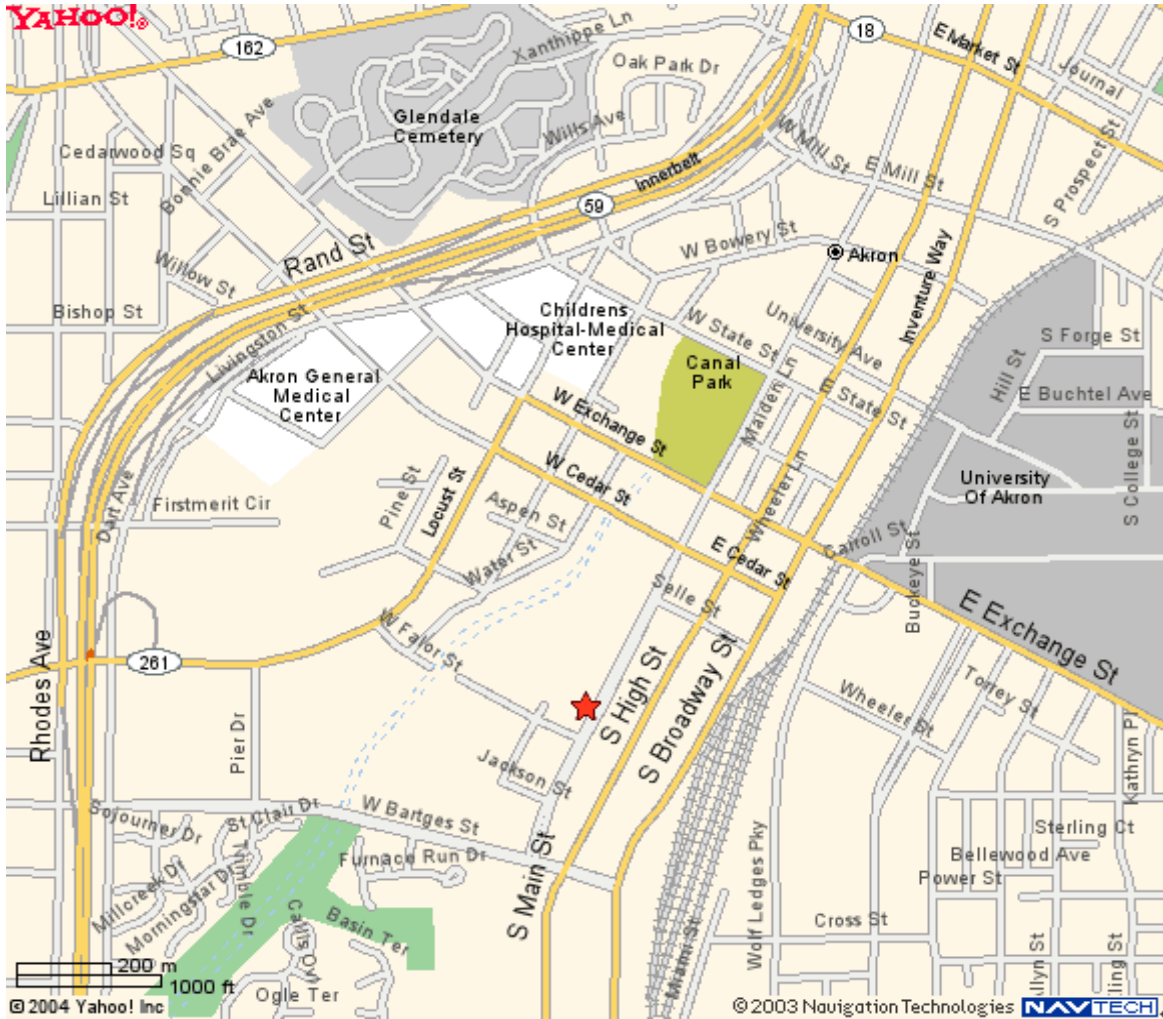 YAHOO!®
162
Xanthippe Ln
18
E Market St
Journal
Oak Park Dr
Glendale
Cemetery
Wills Ave
Bonnie Brae Ave
Cedarwood Sq
W Mill St
E Mill St
S Prospect St
Innerbelt
Lillian St
59
W Bowery St
Akron
Rand St
Willow St
Inventure Way
Bishop St
Childrens
Hospital-Medical
Center
W State St
University Ave
S Forge St
Livingston St
Hill St
Canal
Park
Akron General
Medical
Center
Maiden Ln
E State St
E Buchtel Ave
W Exchange St
S College St
W Cedar St
Wheeler Ln
University
Of Akron
Pine St
Locust St
Firstmerit Cir
Dart Ave
Aspen St
Carroll St
Water St
E Cedar St
Buckeye St
Selle St
E Exchange St
W Falor St
261
Rhodes Ave
S High St
S Broadway St
Torrey St
Wheeler St
Pier Dr
Kathryn Pl
Jackson St
Sojourner Dr
St Clair Dr
W Bartges St
Sterling Ct
Furnace Run Dr
Bellewood Ave
Power St
Trimble Dr
Millcreek Dr
Morningstar Dr
S Main St
Wolf Ledges Pky
Basin Ter
Cross St
Callis Ovl
Miami St
Allyn St
200 m
1000 ft
Ogle Ter
© 2004 Yahoo! Inc
© 2003 Navigation Technologies NAVTECH